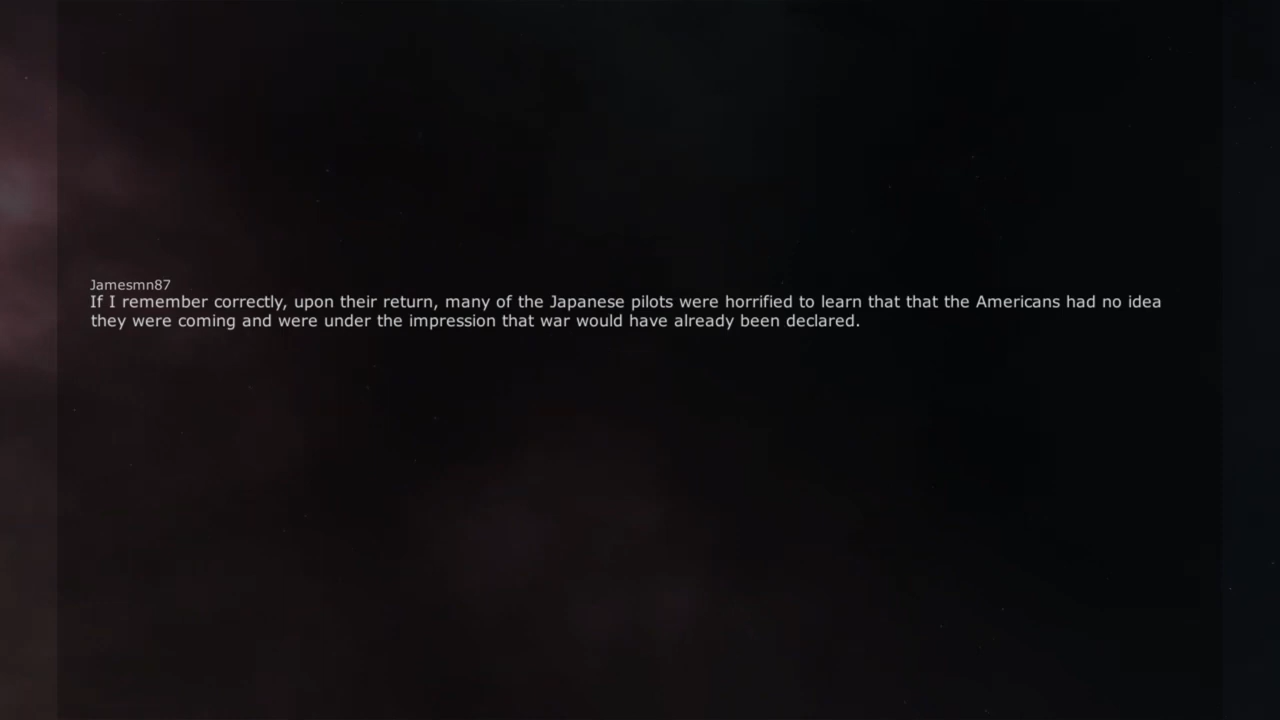 Jamesmn87
If I remember correctly, upon their return, many of the Japanese pilots were horrified to learn that that the Americans had no idea
they were coming and were under the impression that war would have already been declared.